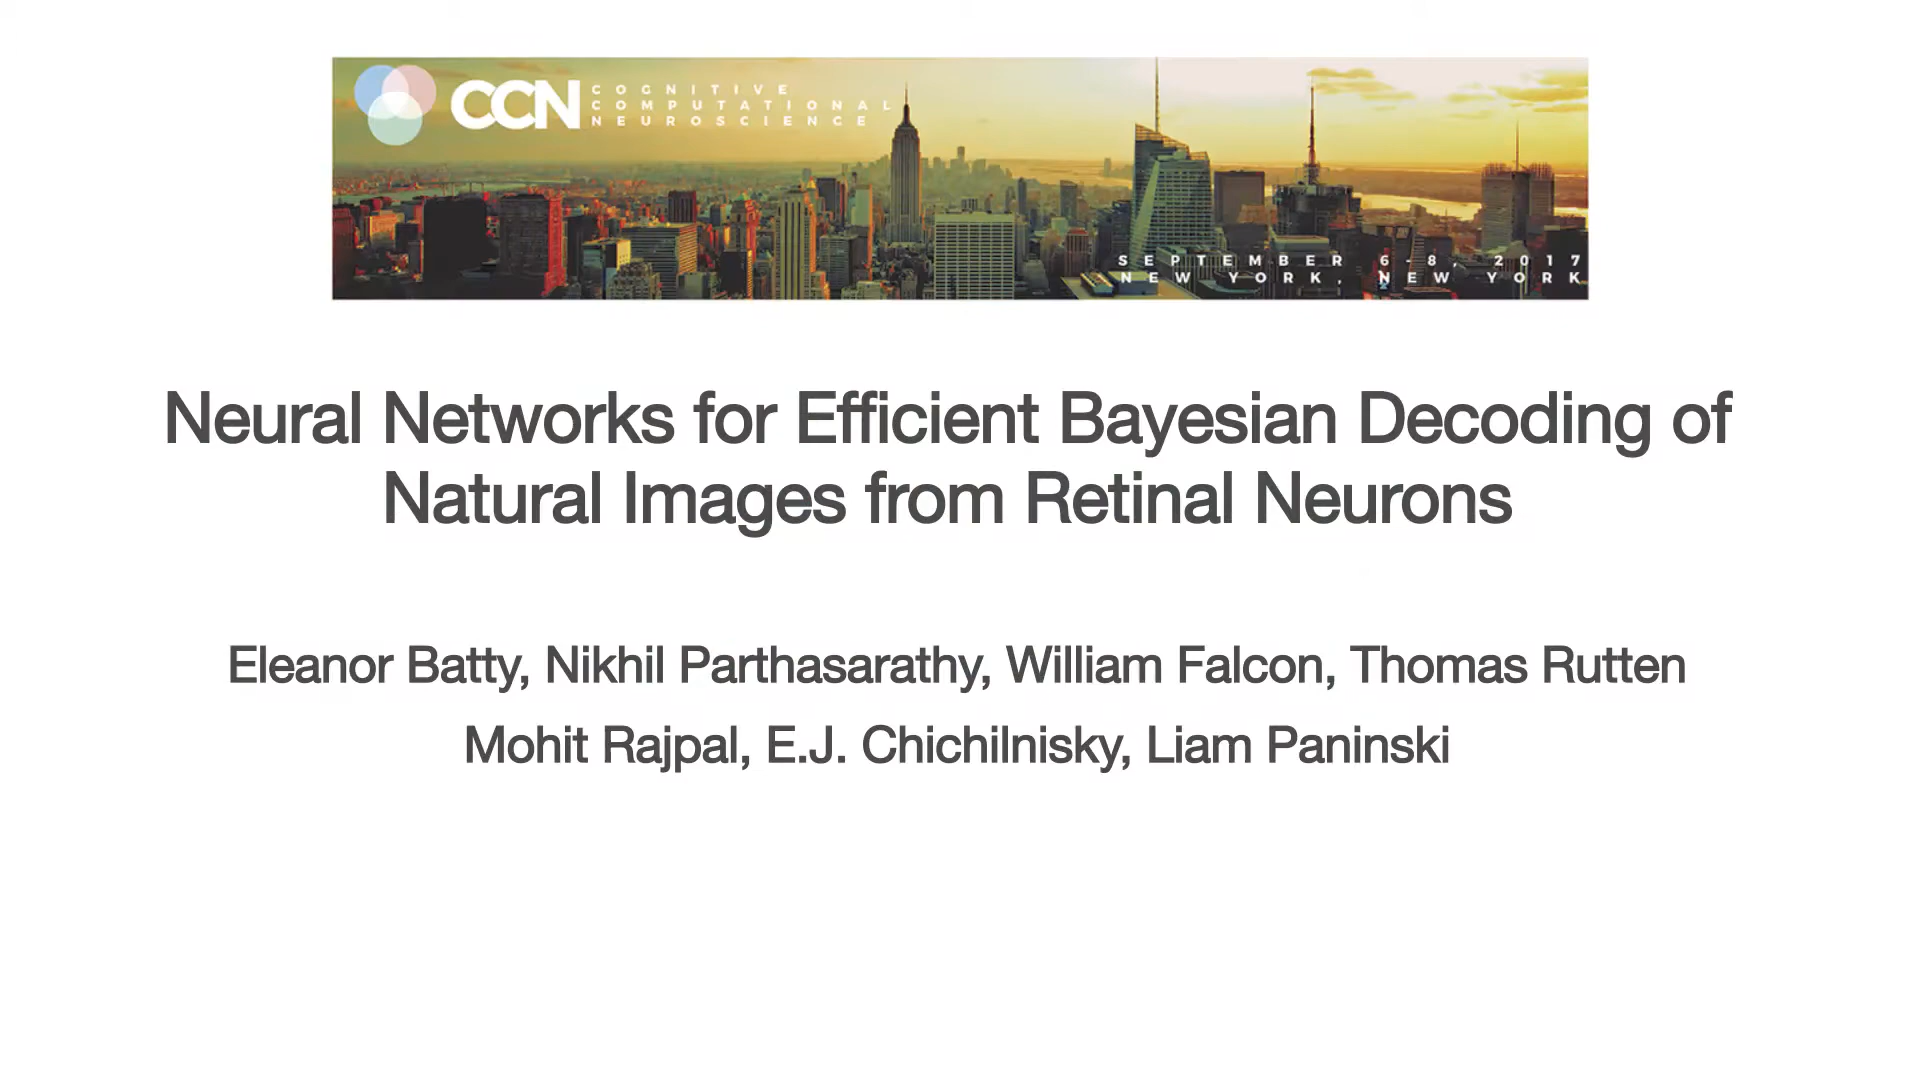 CCN
COGNITIVE
COMPUTATIONAL
NEUROSCIENCE
SEPTEMBER 6-8, 2017
NEW YORK, NEW YORK
Neural Networks for Efficient Bayesian Decoding of
Natural Images from Retinal Neurons
Eleanor Batty, Nikhil Parthasarathy, William Falcon, Thomas Rutten
Mohit Rajpal, E.J. Chichilnisky, Liam Paninski